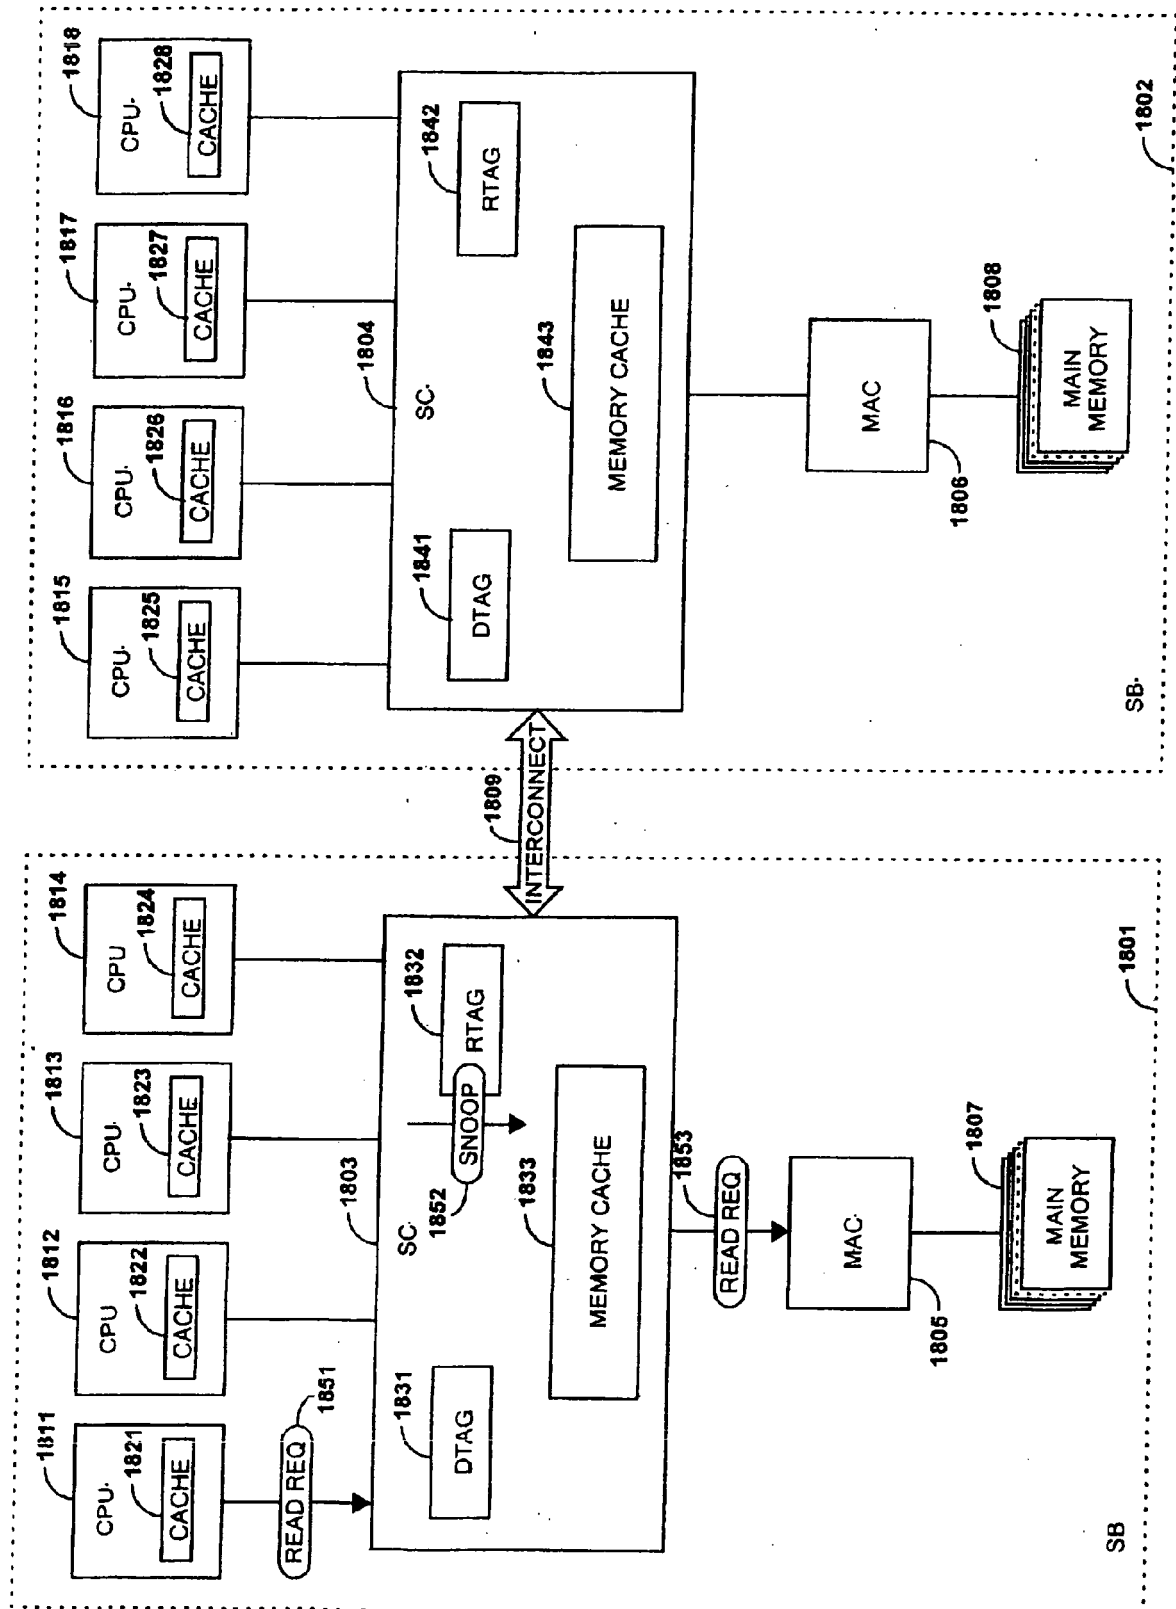 1811
1812
1813
1814
1815
1816
1817
1818
CPU
CPU
CPU
CPU
CPU
CPU
CPU
CPU
1821
1822
1823
1824
1825
1826
1827
1828
CACHE
CACHE
CACHE
CACHE
CACHE
CACHE
CACHE
CACHE
READ REQ
1851
1803
1804
SC
SC
1831
1832
1841
1842
DTAG
SNOOP
RTAG
DTAG
RTAG
1852
1809
INTERCONNECT
1833
1843
MEMORY CACHE
MEMORY CACHE
1853
READ REQ
MAC
MAC
1805
1806
1807
1808
MAIN
MEMORY
MAIN
MEMORY
SB
1801
SB
1802